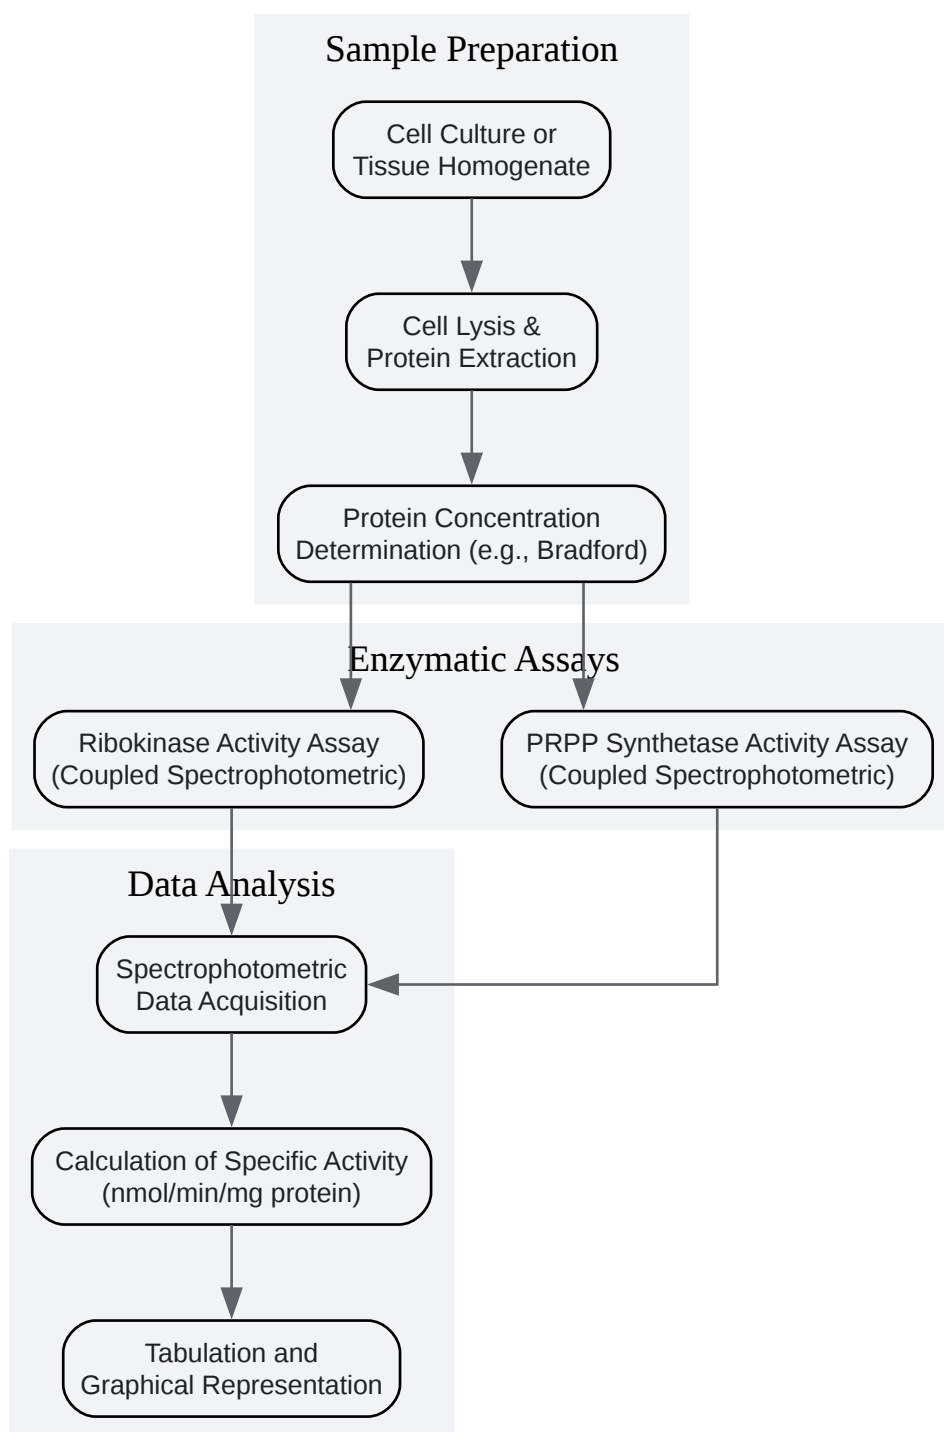 Sample Preparation
Cell Culture or
Tissue Homogenate
Cell Lysis &
Protein Extraction
Protein Concentration
Determination (e.g., Bradford)
Enzymatic Assays
Ribokinase Activity Assay
(Coupled Spectrophotometric)
PRPP Synthetase Activity Assay
(Coupled Spectrophotometric)
Data Analysis
Spectrophotometric
Data Acquisition
Calculation of Specific Activity
(nmol/min/mg protein)
Tabulation and
Graphical Representation